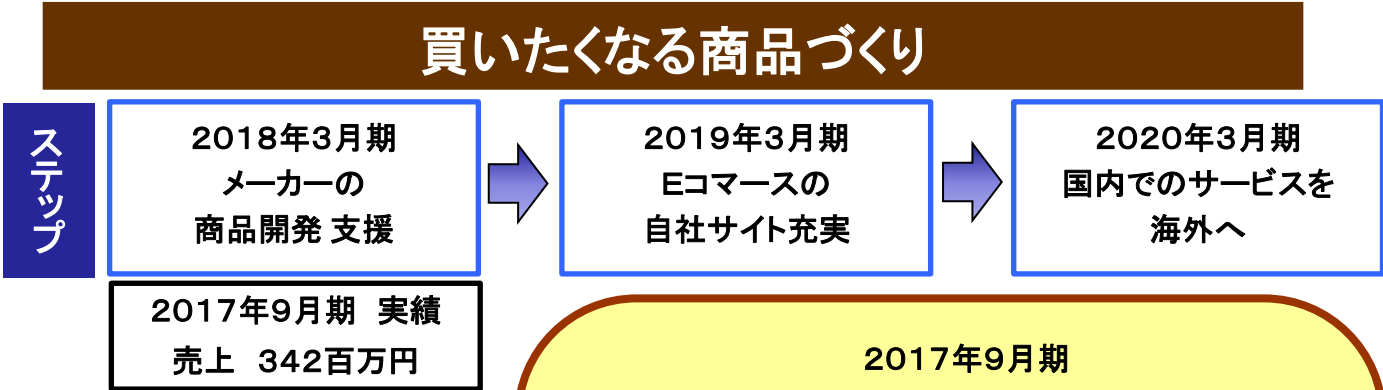 買いたくなる商品づくり
ステップ
2018年3月期
メーカーの
商品開発 支援
2019年3月期
Eコマースの
自社サイト充実
2020年3月期
国内でのサービスを
海外へ
2017年9月期 実績
売上 342百万円
2017年9月期